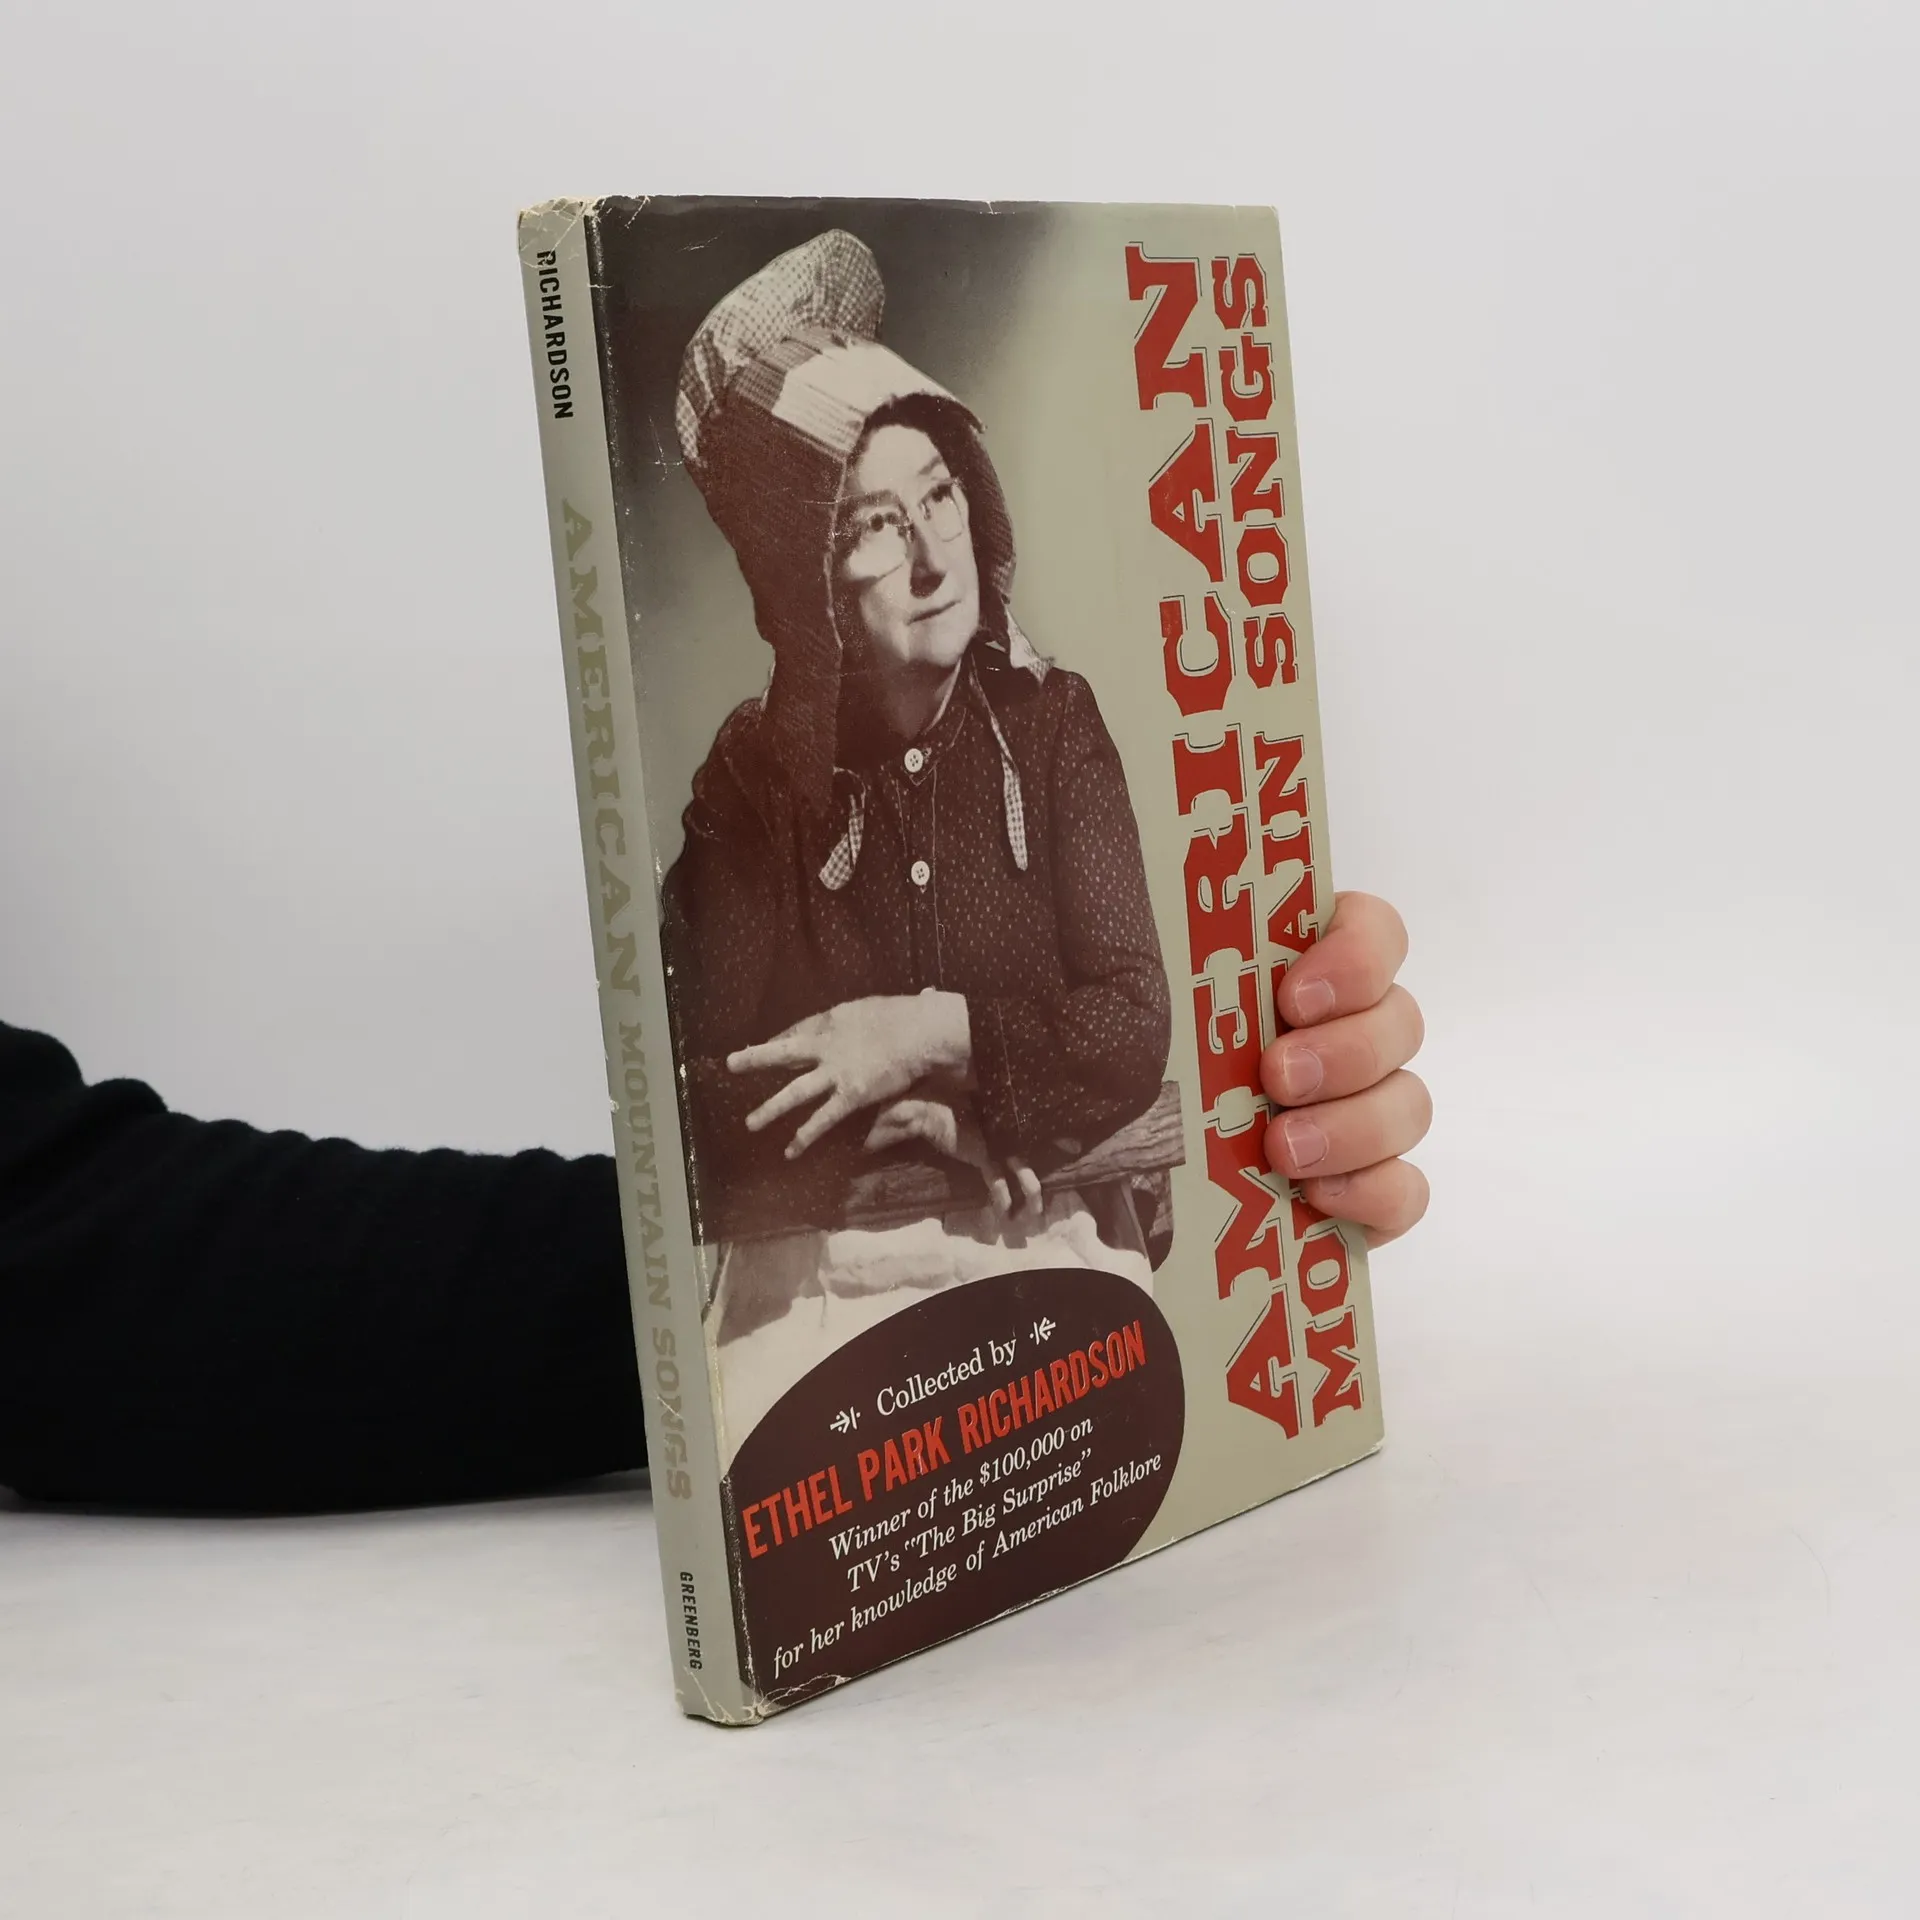 RICHARDSON
AMERICAN MOUNTAIN SONGS
GREENBERG
AMERICAN
MOUNTAIN SONGS
Collected by
ETHEL PARK RICHARDSON
Winner of the $100,000 on
TV's "The Big Surprise"
for her knowledge of American Folklore